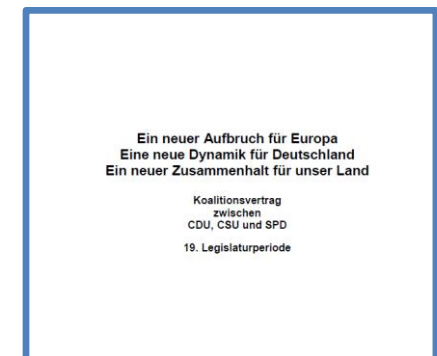 Ein neuer Aufbruch für Europa
Eine neue Dynamik für Deutschland
Ein neuer Zusammenhalt für unser Land
Koalitionsvertrag
zwischen
CDU, CSU und SPD
19. Legislaturperiode